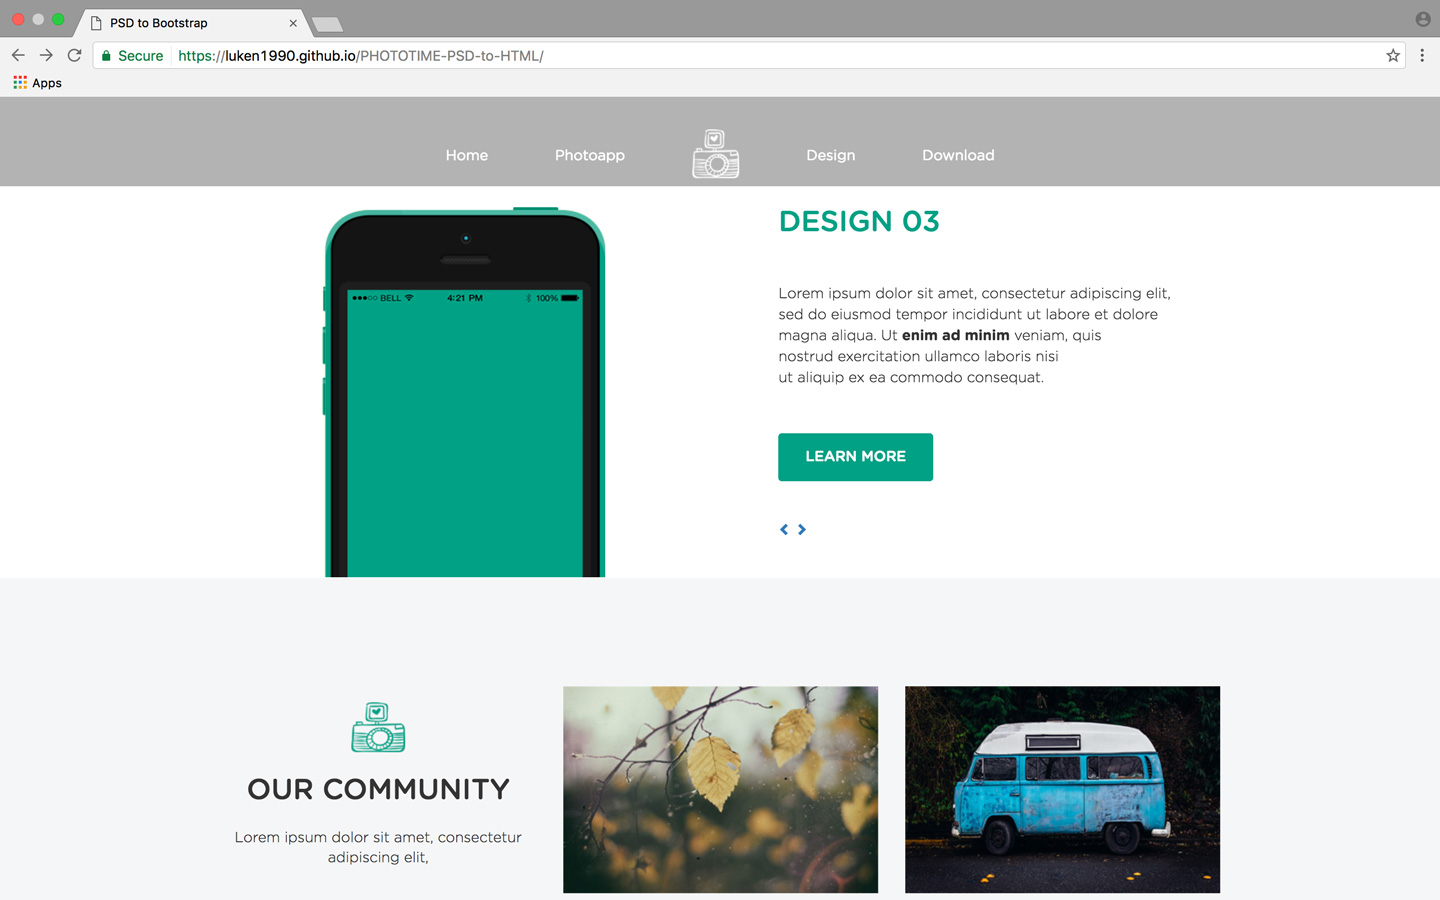 PSD to Bootstrap
Secure
https://luken1990.github.io/PHOTOTIME-PSD-to-HTML/
Apps
Home
Photoapp
Design
Download
BELL
4:21 PM
100%
DESIGN 03
Lorem ipsum dolor sit amet, consectetur adipiscing elit,
sed do eiusmod tempor incididunt ut labore et dolore
magna aliqua. Ut enim ad minim veniam, quis
nostrud exercitation ullamco laboris nisi
ut aliquip ex ea commodo consequat.
LEARN MORE
OUR COMMUNITY
Lorem ipsum dolor sit amet, consectetur
adipiscing elit,